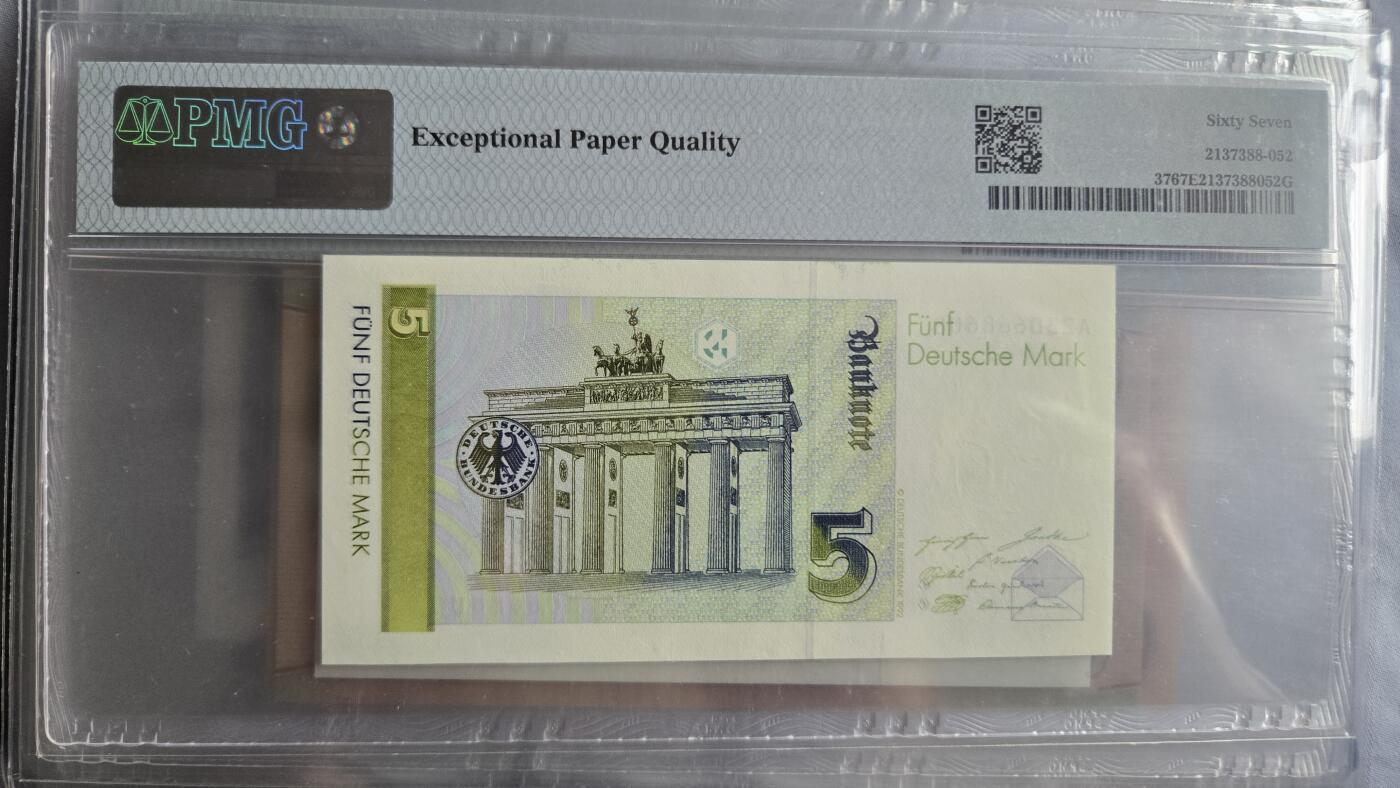 PMG
Exceptional Paper Quality
Sixty Seven
2137388-052
3767E2137388052G
5
FÜNF DEUTSCHE MARK
DEUTSCHE
BUNDESBANK
Banknote
5
Fünf
Deutsche Mark